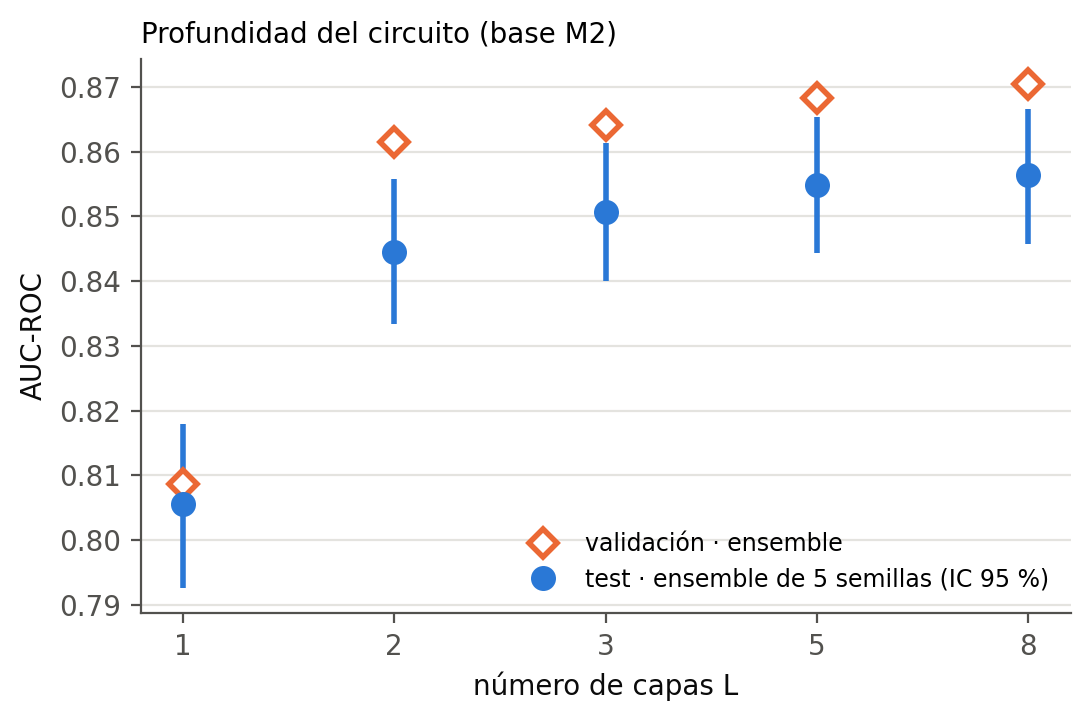 Profundidad del circuito (base M2)
AUC-ROC
0.87
0.86
0.85
0.84
0.83
0.82
0.81
0.80
0.79
validación · ensemble
test · ensemble de 5 semillas (IC 95 %)
1 2 3 5 8
número de capas L